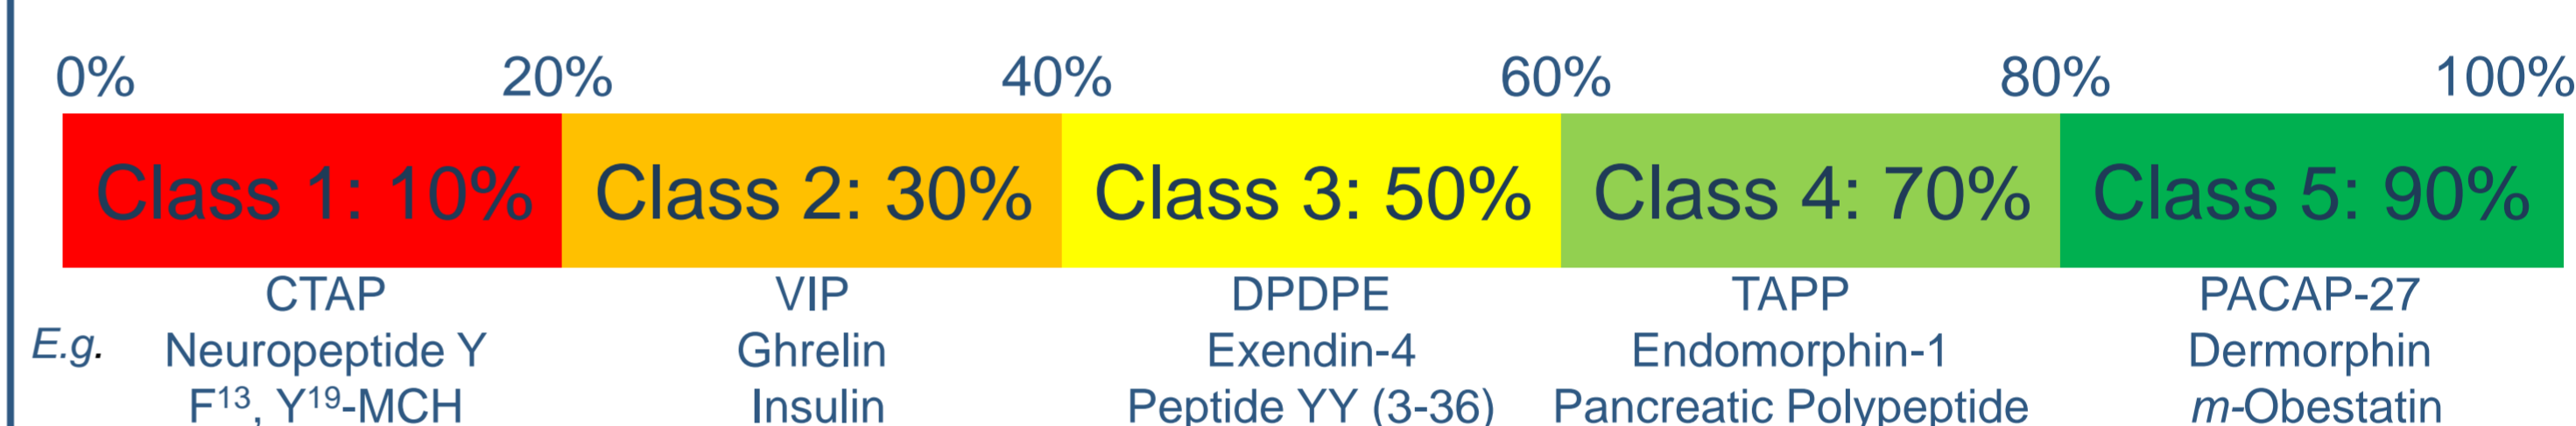 0% 20% 40% 60% 80% 100%
Class 1: 10% Class 2: 30% Class 3: 50% Class 4: 70% Class 5: 90%
CTAP VIP DPDPE TAPP PACAP-27
E.g. Neuropeptide Y Ghrelin Exendin-4 Endomorphin-1 Dermorphin
F¹³, Y¹⁹-MCH Insulin Peptide YY (3-36) Pancreatic Polypeptide m-Obestatin